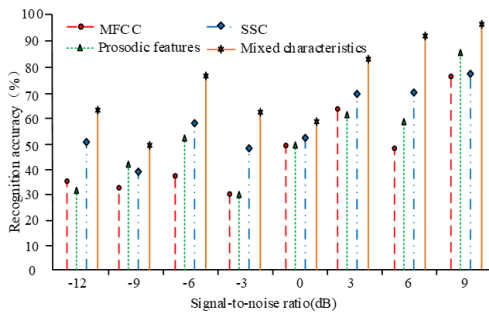 MFCC
SSC
Prosodic features
Mixed characteristics
Recognition accuracy (%)
100
90
80
70
60
50
40
30
20
10
0
-12 -9 -6 -3 0 3 6 9
Signal-to-noise ratio(dB)